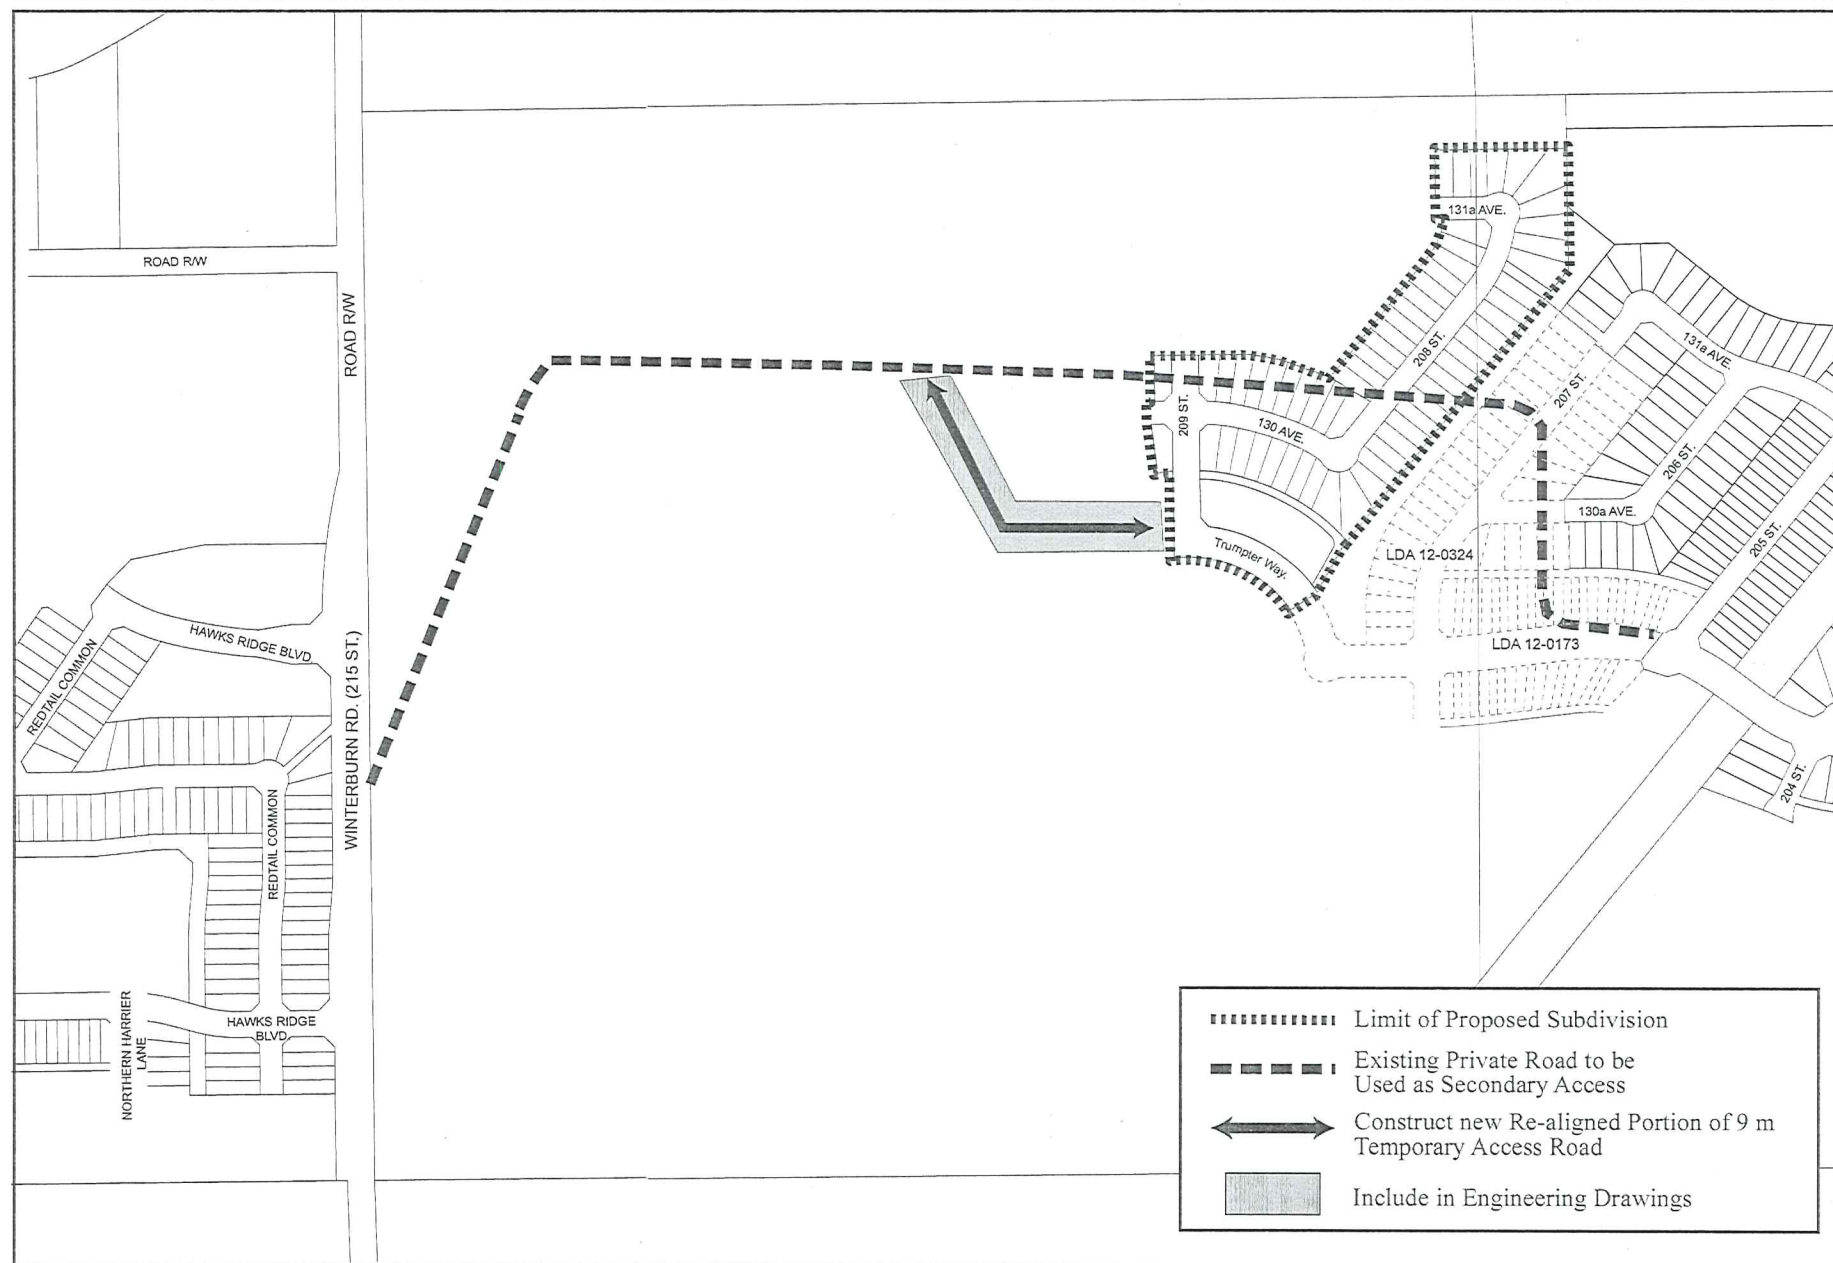 131a AVE.
ROAD R/W
ROAD R/W
208 ST.
131a AVE.
207 ST.
209 ST.
130 AVE.
206 ST.
130a AVE.
205 ST.
Trumpter Way.
LDA 12-0324
LDA 12-0173
HAWKS RIDGE BLVD
REDTAIL COMMON
WINTERBURN RD. (215 ST.)
204 ST.
REDTAIL COMMON
NORTHERN HARRIER
LANE
HAWKS RIDGE
BLVD.
Limit of Proposed Subdivision
Existing Private Road to be
Used as Secondary Access
Construct new Re-aligned Portion of 9 m
Temporary Access Road
Include in Engineering Drawings